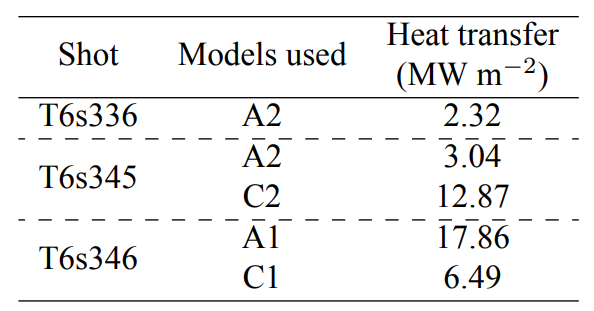 Shot Models used Heat transfer (MW m⁻²)
T6s336 A2 2.32
T6s345 A2 3.04
C2 12.87
T6s346 A1 17.86
C1 6.49